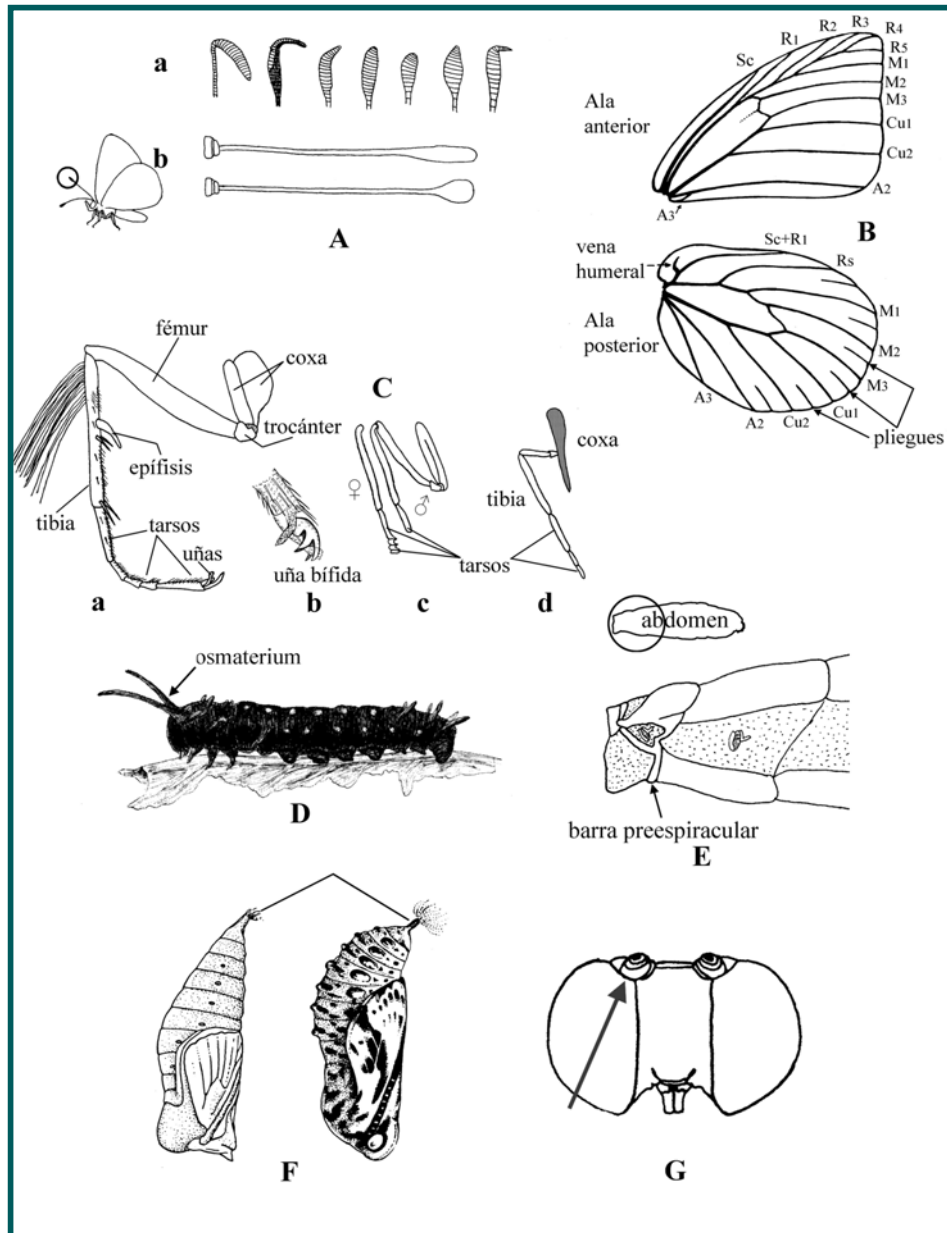 a
b
A
Ala
anterior
Sc
R1
R2
R3
R4
R5
M1
M2
M3
Cu1
Cu2
A2
A3
B
vena
humeral
Ala
posterior
Sc+R1
Rs
M1
M2
M3
Cu1
Cu2
A2
A3
pliegues
C
fémur
coxa
trocánter
epífisis
tibia
tarsos
uñas
a
uña bífida
b
♀
♂
c
coxa
tibia
tarsos
d
osmaterium
D
abdomen
barra preespiracular
E
F
G